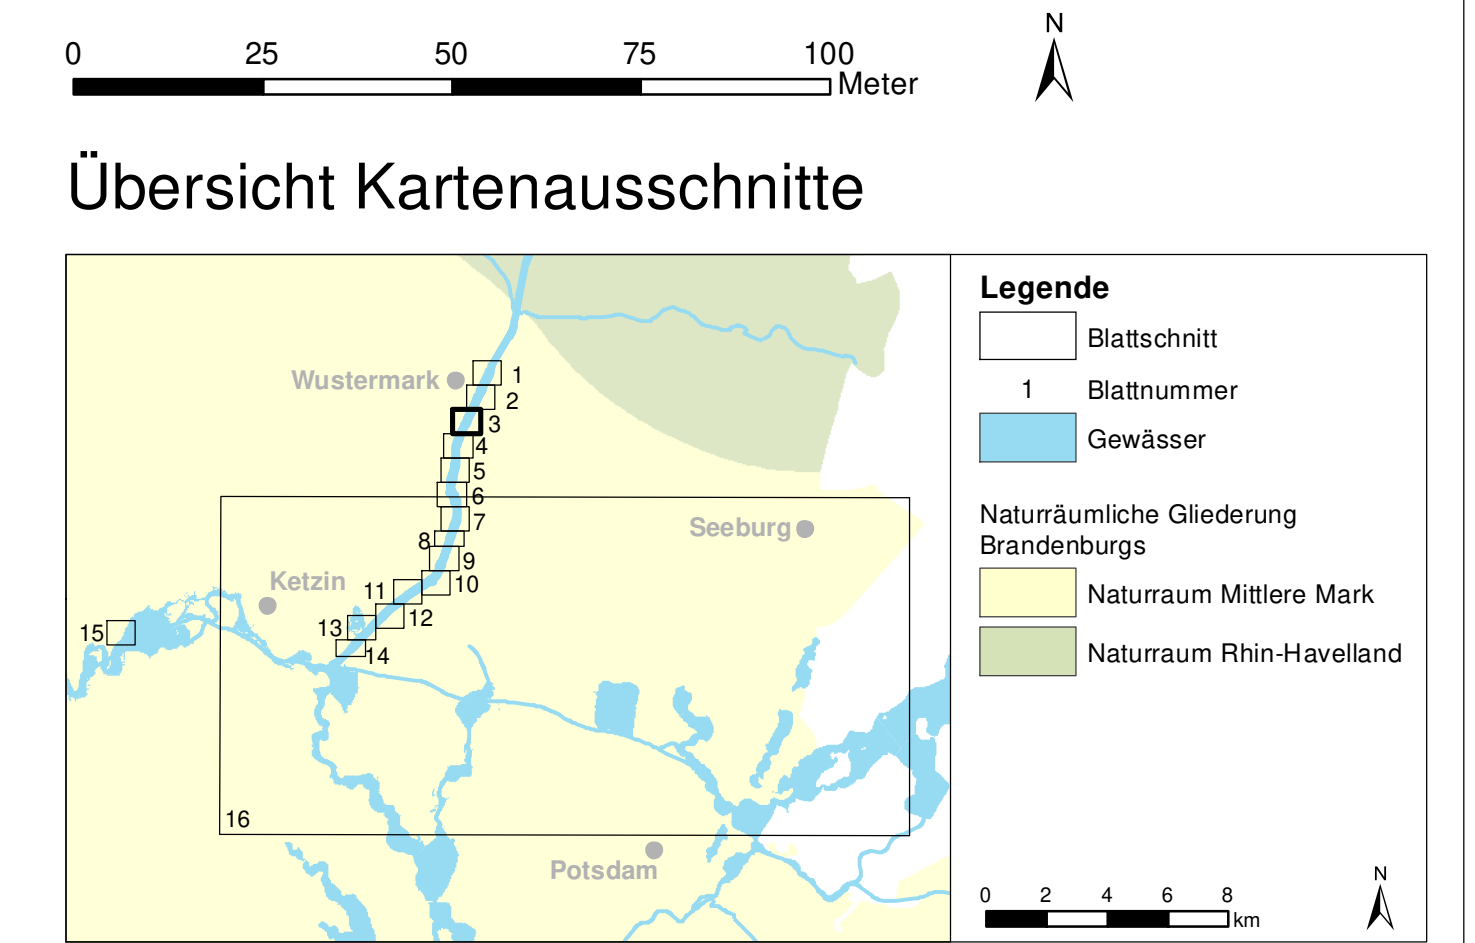 0 25 50 75 100 Meter
N
Übersicht Kartenausschnitte
Wustermark
1
2
3
4
5
6
7
8
9
10
11
12
13
14
15
16
Seeburg
Ketzin
Potsdam
Legende
Blattschnitt
1 Blattnummer
Gewässer
Naturräumliche Gliederung
Brandenburgs
Naturraum Mittlere Mark
Naturraum Rhin-Havelland
N
0 2 4 6 8 km